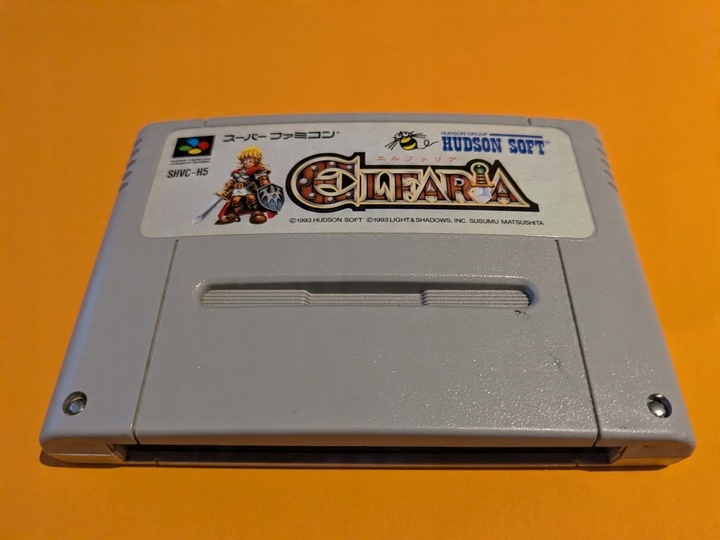 スーパーファミコン
HUDSON GROUP
HUDSON SOFT®
SHVC-H5
エルファリア
ELFARIA
©1993 HUDSON SOFT ©1993 LIGHT&SHADOWS, INC. SUSUMU MATSUSHITA